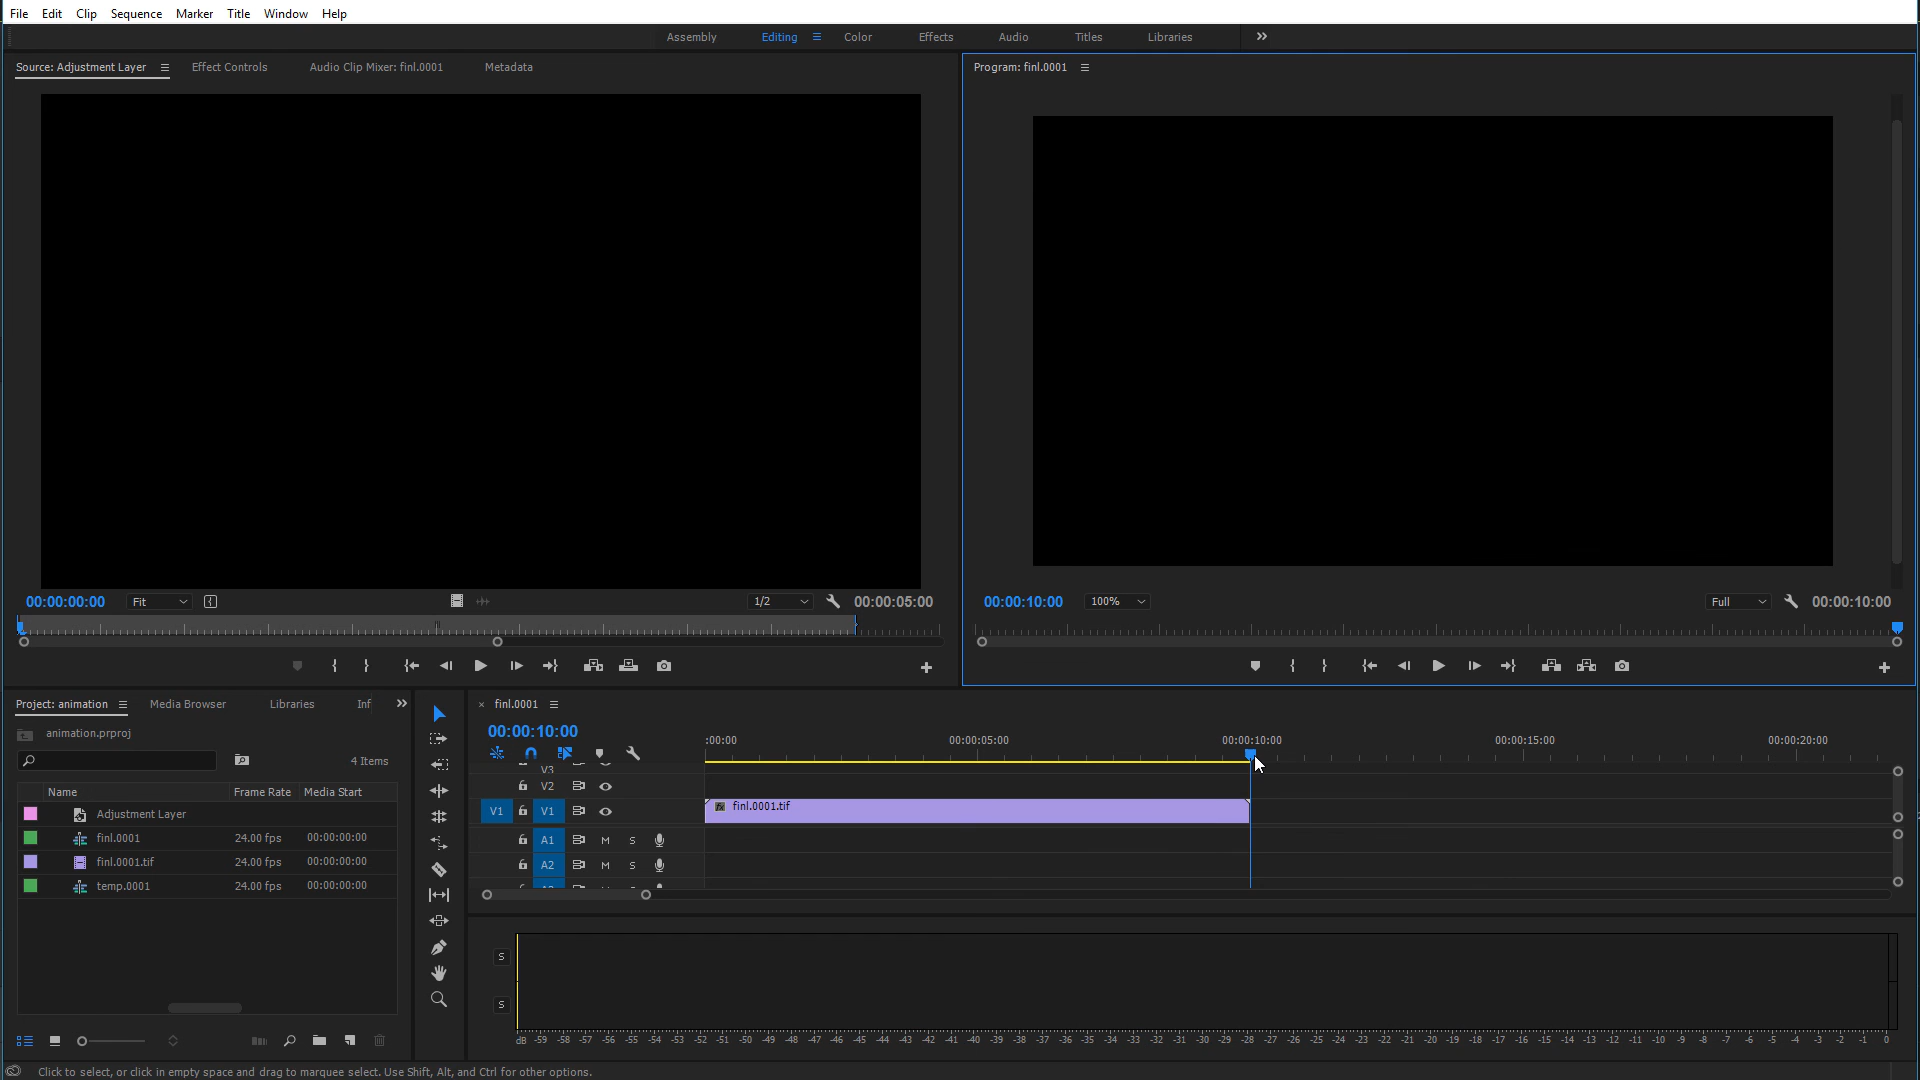 File Edit Clip Sequence Marker Title Window Help
Assembly Editing Color Effects Audio Titles Libraries
Source: Adjustment Layer Effect Controls Audio Clip Mixer: finl.0001 Metadata
Program: finl.0001
00:00:00:00 Fit 1/2 00:00:05:00
00:00:10:00 100% Full 00:00:10:00
Project: animation Media Browser Libraries Inf
animation.prproj
4 Items
Name Frame Rate Media Start
Adjustment Layer
finl.0001 24.00 fps 00:00:00:00
finl.0001.tif 24.00 fps 00:00:00:00
temp.0001 24.00 fps 00:00:00:00
× finl.0001
00:00:10:00
:00:00 00:00:05:00 00:00:10:00 00:00:15:00 00:00:20:00
V3
V2
V1 V1 fx finl.0001.tif
A1 M S
A2 M S
S
S
dB -59 -58 -57 -56 -55 -54 -53 -52 -51 -50 -49 -48 -47 -46 -45 -44 -43 -42 -41 -40 -39 -38 -37 -36 -35 -34 -33 -32 -31 -30 -29 -28 -27 -26 -25 -24 -23 -22 -21 -20 -19 -18 -17 -16 -15 -14 -13 -12 -11 -10 -9 -8 -7 -6 -5 -4 -3 -2 -1 0
Click to select, or click in empty space and drag to marquee select. Use Shift, Alt, and Ctrl for other options.